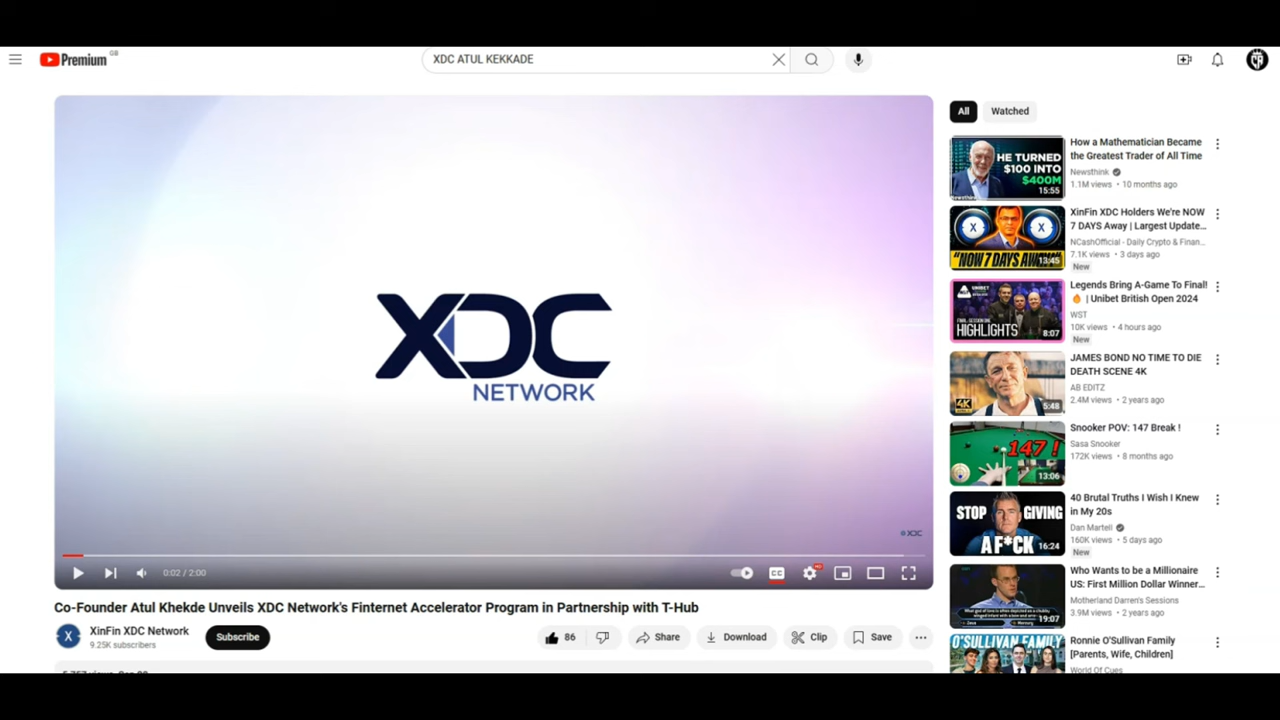 Premium GB
XDC ATUL KEKKADE
XDC
NETWORK
XDC
0:02 / 2:00
CC
HD
Co-Founder Atul Khekde Unveils XDC Network's Finternet Accelerator Program in Partnership with T-Hub
XinFin XDC Network
9.25K subscribers
Subscribe
86
Share
Download
Clip
Save
All
Watched
HE TURNED
$100 INTO
$400M
15:55
How a Mathematician Became
the Greatest Trader of All Time
Newsthink
1.1M views • 10 months ago
"NOW 7 DAYS
13:45
XinFin XDC Holders We're NOW
7 DAYS Away | Largest Update...
NCashOfficial - Daily Crypto & Finan...
7.1K views • 3 days ago
New
UNIBET
HIGHLIGHTS
8:07
Legends Bring A-Game To Final!
🔥 | Unibet British Open 2024
WST
10K views • 4 hours ago
New
4K
5:48
JAMES BOND NO TIME TO DIE
DEATH SCENE 4K
AB EDITZ
2.4M views • 2 years ago
147 !
13:06
Snooker POV: 147 Break !
Sasa Snooker
172K views • 8 months ago
STOP GIVING
A F*CK
16:24
40 Brutal Truths I Wish I Knew
in My 20s
Dan Martell
160K views • 5 days ago
New
19:07
Who Wants to be a Millionaire
US: First Million Dollar Winner...
Motherland Darren's Sessions
3.9M views • 2 years ago
O'SULLIVAN FAMILY
Ronnie O'Sullivan Family
[Parents, Wife, Children]
World Of Cues